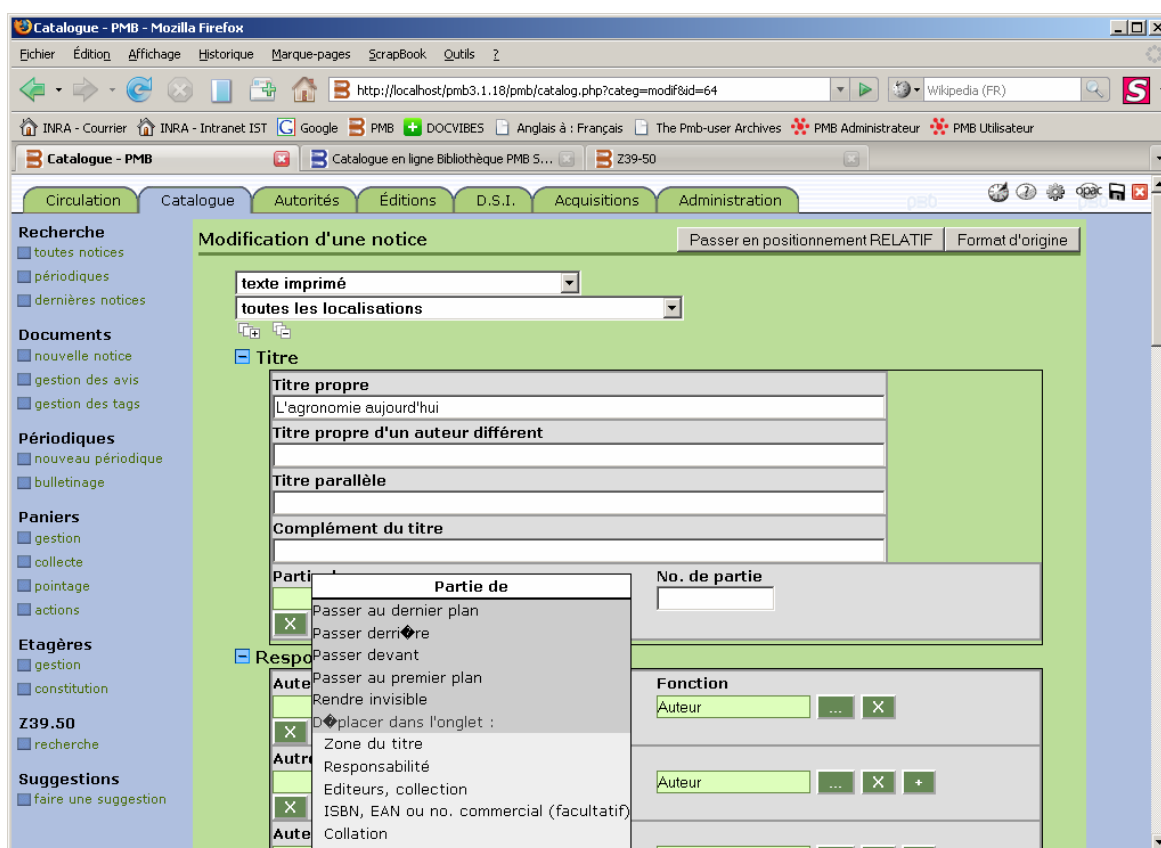 Catalogue - PMB - Mozilla Firefox
Fichier Édition Affichage Historique Marque-pages ScrapBook Outils ?
http://localhost/pmb3.1.18/pmb/catalog.php?categ=modif&id=64 Wikipedia (FR)
INRA - Courrier INRA - Intranet IST Google PMB DOCVIBES Anglais à : Français The Pmb-user Archives PMB Administrateur PMB Utilisateur
Catalogue - PMB Catalogue en ligne Bibliothèque PMB S... Z39-50
Circulation Catalogue Autorités Éditions D.S.I. Acquisitions Administration pmb opac
Recherche
toutes notices
périodiques
dernières notices
Documents
nouvelle notice
gestion des avis
gestion des tags
Périodiques
nouveau périodique
bulletinage
Paniers
gestion
collecte
pointage
actions
Etagères
gestion
constitution
Z39.50
recherche
Suggestions
faire une suggestion
Modification d'une notice Passer en positionnement RELATIF Format d'origine
texte imprimé
toutes les localisations
Titre
Titre propre
L'agronomie aujourd'hui
Titre propre d'un auteur différent
Titre parallèle
Complément du titre
Parti No. de partie
X
Partie de
Passer au dernier plan
Passer derri�re
Passer devant
Passer au premier plan
Rendre invisible
D�placer dans l'onglet :
Zone du titre
Responsabilité
Editeurs, collection
ISBN, EAN ou no. commercial (facultatif)
Collation
Respo
Aute Fonction
Auteur ... X
X
Autr
Auteur ... X +
X
Aute